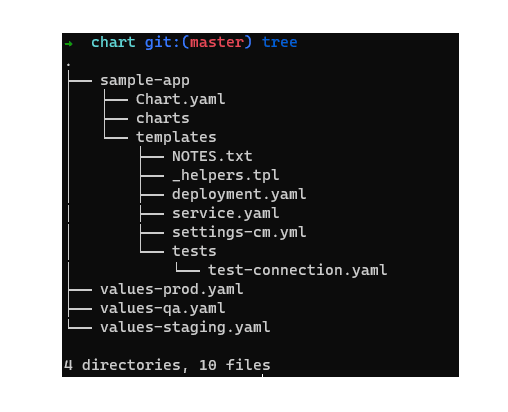 → chart git:(master) tree
.
├── sample-app
│   ├── Chart.yaml
│   ├── charts
│   └── templates
│       ├── NOTES.txt
│       ├── _helpers.tpl
│       ├── deployment.yaml
│       ├── service.yaml
│       ├── settings-cm.yml
│       └── tests
│           └── test-connection.yaml
├── values-prod.yaml
├── values-qa.yaml
└── values-staging.yaml
4 directories, 10 files